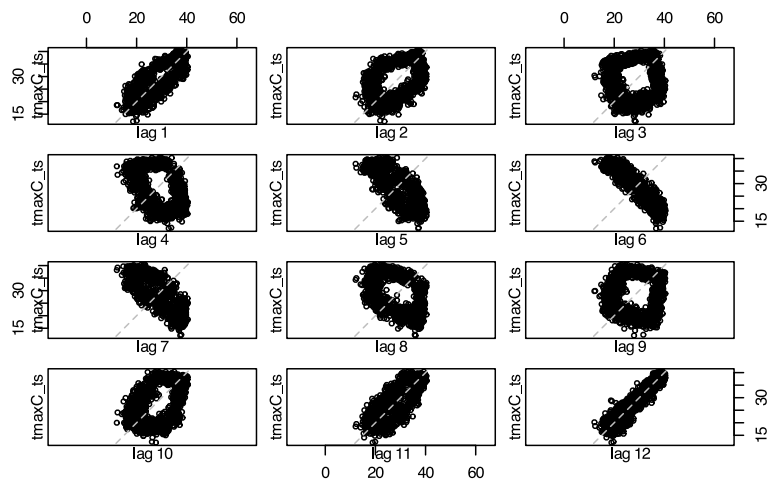 0 20 40 60 0 20 40 60
tmaxC_ts 15 30 tmaxC_ts tmaxC_ts
lag 1 lag 2 lag 3
tmaxC_ts tmaxC_ts tmaxC_ts 15 30
lag 4 lag 5 lag 6
tmaxC_ts 15 30 tmaxC_ts tmaxC_ts
lag 7 lag 8 lag 9
tmaxC_ts tmaxC_ts tmaxC_ts 15 30
lag 10 lag 11 lag 12
0 20 40 60